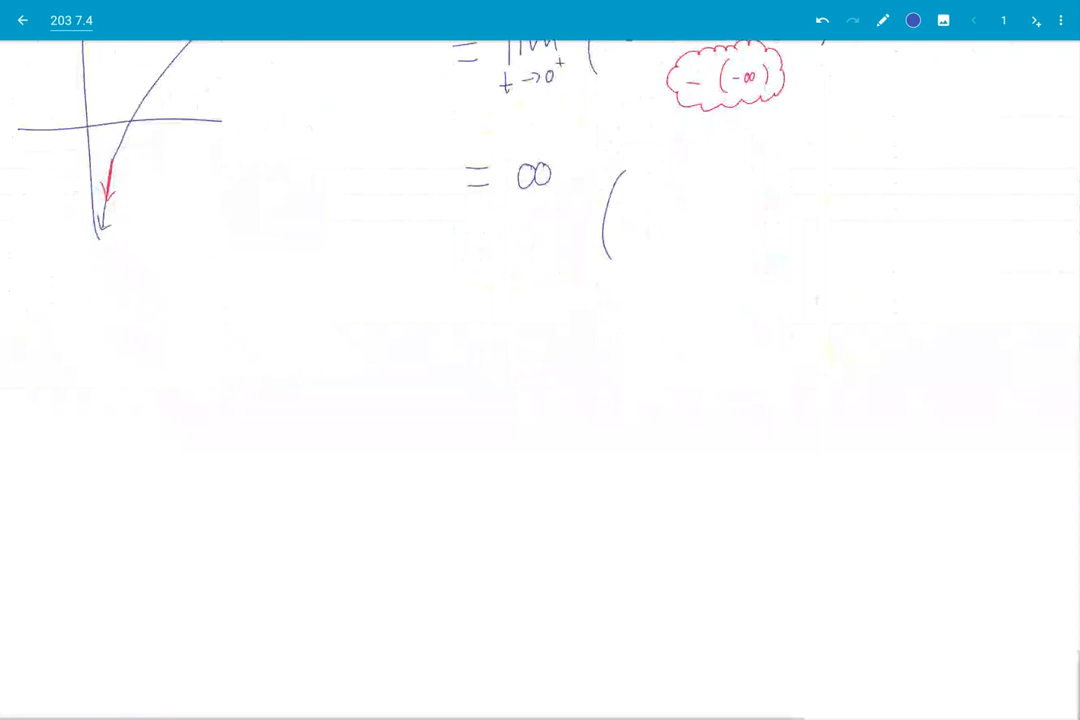 203 7.4
1
= lim (
t → 0⁺
- (-∞)
= ∞ (